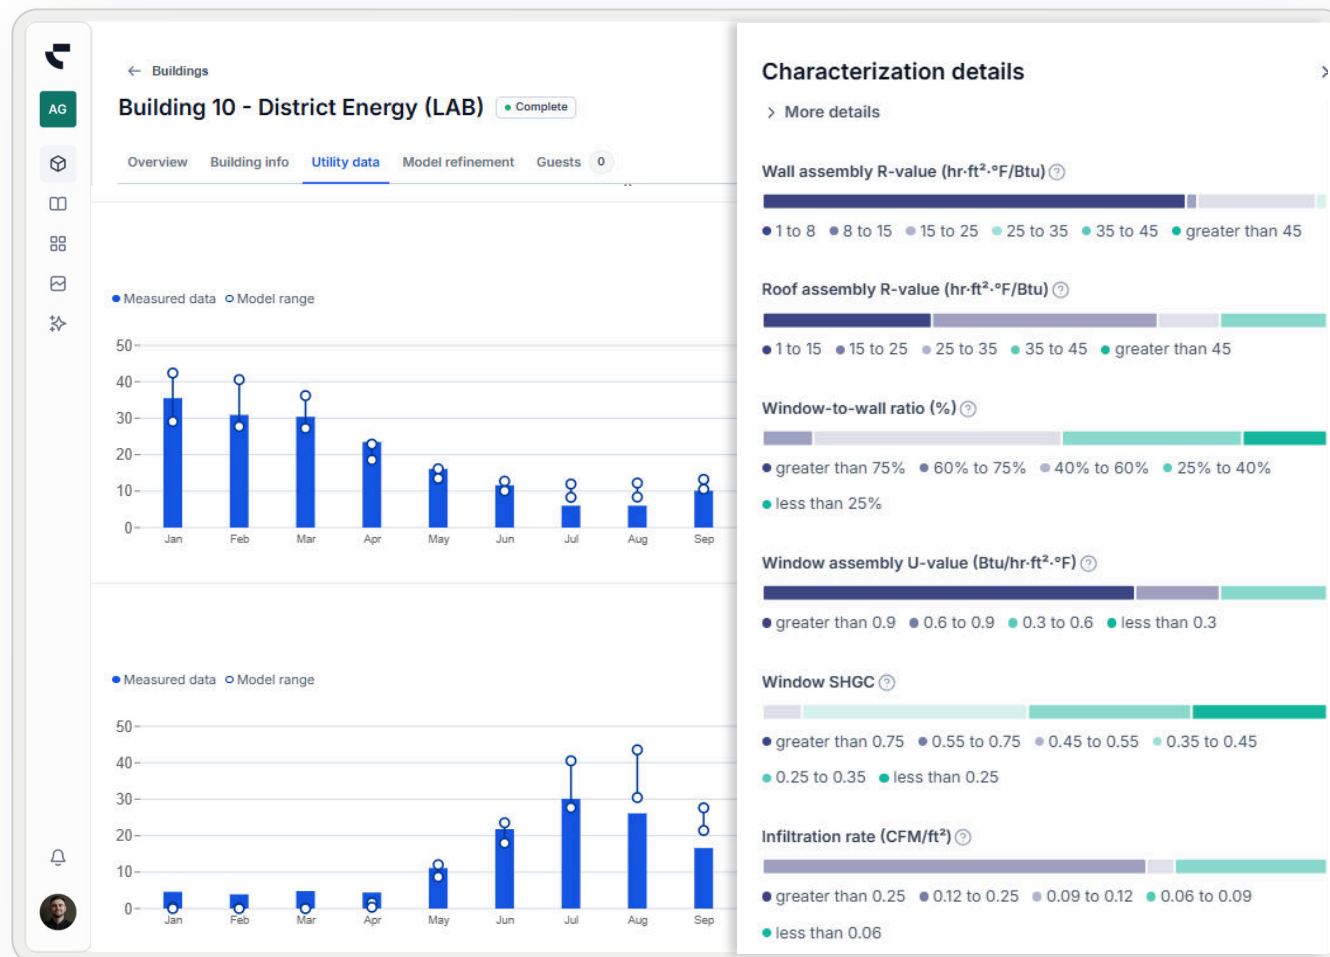 AG
Buildings
Building 10 - District Energy (LAB)
Complete
Overview Building info Utility data Model refinement Guests 0
Measured data Model range
50
40
30
20
10
0
Jan Feb Mar Apr May Jun Jul Aug Sep
Measured data Model range
50
40
30
20
10
0
Jan Feb Mar Apr May Jun Jul Aug Sep
Characterization details
More details
Wall assembly R-value (hr·ft²·°F/Btu)
1 to 8 8 to 15 15 to 25 25 to 35 35 to 45 greater than 45
Roof assembly R-value (hr·ft²·°F/Btu)
1 to 15 15 to 25 25 to 35 35 to 45 greater than 45
Window-to-wall ratio (%)
greater than 75% 60% to 75% 40% to 60% 25% to 40%
less than 25%
Window assembly U-value (Btu/hr·ft²·°F)
greater than 0.9 0.6 to 0.9 0.3 to 0.6 less than 0.3
Window SHGC
greater than 0.75 0.55 to 0.75 0.45 to 0.55 0.35 to 0.45
0.25 to 0.35 less than 0.25
Infiltration rate (CFM/ft²)
greater than 0.25 0.12 to 0.25 0.09 to 0.12 0.06 to 0.09
less than 0.06